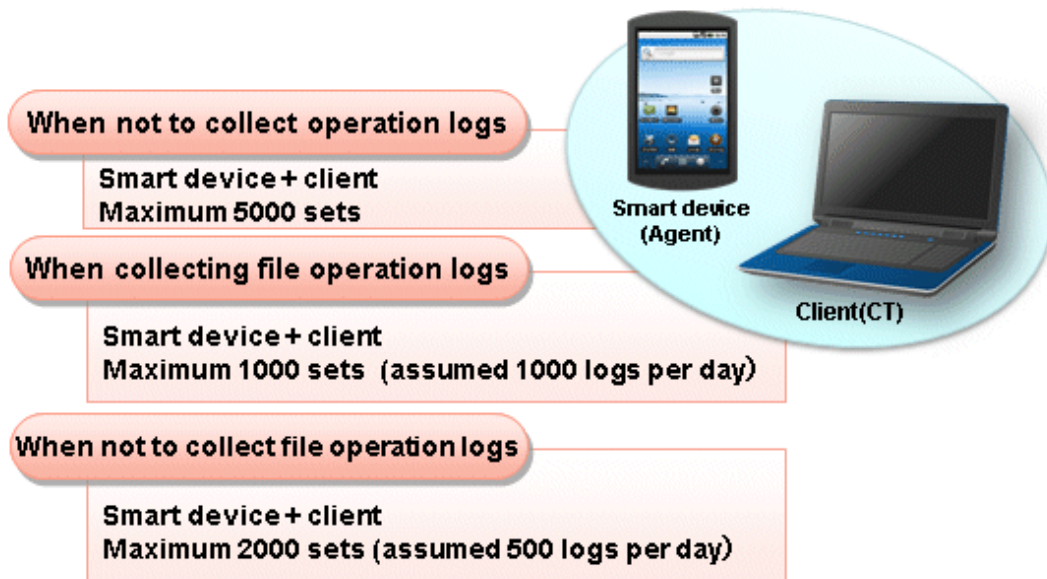 When not to collect operation logs
Smart device + client
Maximum 5000 sets
Smart device
(Agent)
Client(CT)
When collecting file operation logs
Smart device + client
Maximum 1000 sets (assumed 1000 logs per day)
When not to collect file operation logs
Smart device + client
Maximum 2000 sets (assumed 500 logs per day)